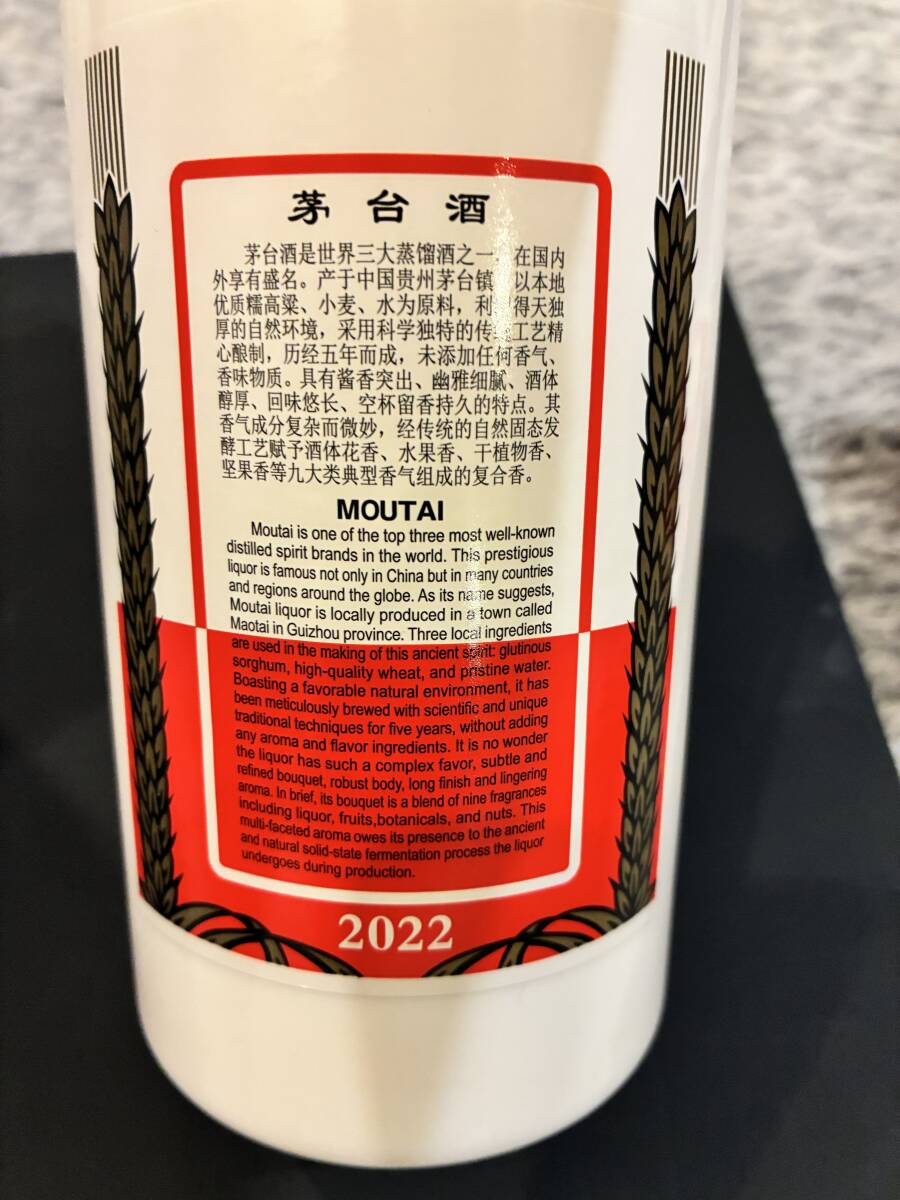 茅台酒
茅台酒是世界三大蒸馏酒之一,在国内
外享有盛名。产于中国贵州茅台镇 以本地
优质糯高粱、小麦、水为原料,利 得天独
厚的自然环境,采用科学独特的传 工艺精
心酿制,历经五年而成,未添加任何香气、
香味物质。具有酱香突出、幽雅细腻、酒体
醇厚、回味悠长、空杯留香持久的特点。其
香气成分复杂而微妙,经传统的自然固态发
酵工艺赋予酒体花香、水果香、干植物香、
坚果香等九大类典型香气组成的复合香。
MOUTAI
Moutai is one of the top three most well-known
distilled spirit brands in the world. This prestigious
liquor is famous not only in China but in many countries
and regions around the globe. As its name suggests,
Moutai liquor is locally produced in a town called
Maotai in Guizhou province. Three local ingredients
are used in the making of this ancient spirit: glutinous
sorghum, high-quality wheat, and pristine water.
Boasting a favorable natural environment, it has
been meticulously brewed with scientific and unique
traditional techniques for five years, without adding
any aroma and flavor ingredients. It is no wonder
the liquor has such a complex favor, subtle and
refined bouquet, robust body, long finish and lingering
aroma. In brief, its bouquet is a blend of nine fragrances
including liquor, fruits,botanicals, and nuts. This
multi-faceted aroma owes its presence to the ancient
and natural solid-state fermentation process the liquor
undergoes during production.
2022